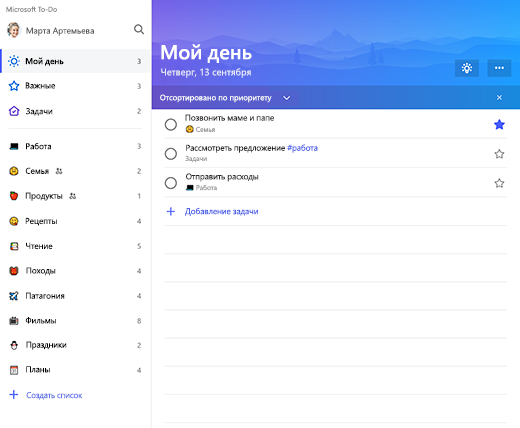 Microsoft To-Do
Марта Артемьева
Мой день 3
Важные 3
Задачи 2
Работа 3
Семья 2
Продукты 1
Рецепты 4
Чтение 5
Походы 4
Патагония 4
Фильмы 8
Праздники 2
Планы 4
Создать список
Мой день
Четверг, 13 сентября
Отсортировано по приоритету
Позвонить маме и папе
Семья
Рассмотреть предложение #работа
Задачи
Отправить расходы
Работа
Добавление задачи